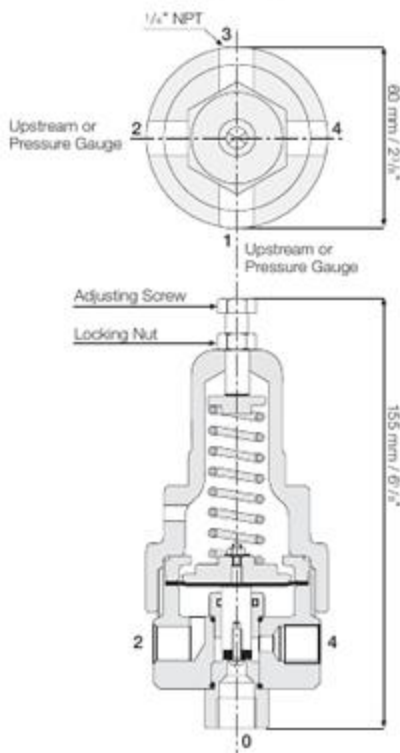 1/4" NPT
3
Upstream or
Pressure Gauge
2
4
60 mm / 2 3/8"
1
Upstream or
Pressure Gauge
Adjusting Screw
Locking Nut
155 mm / 6 1/8"
2
4
0